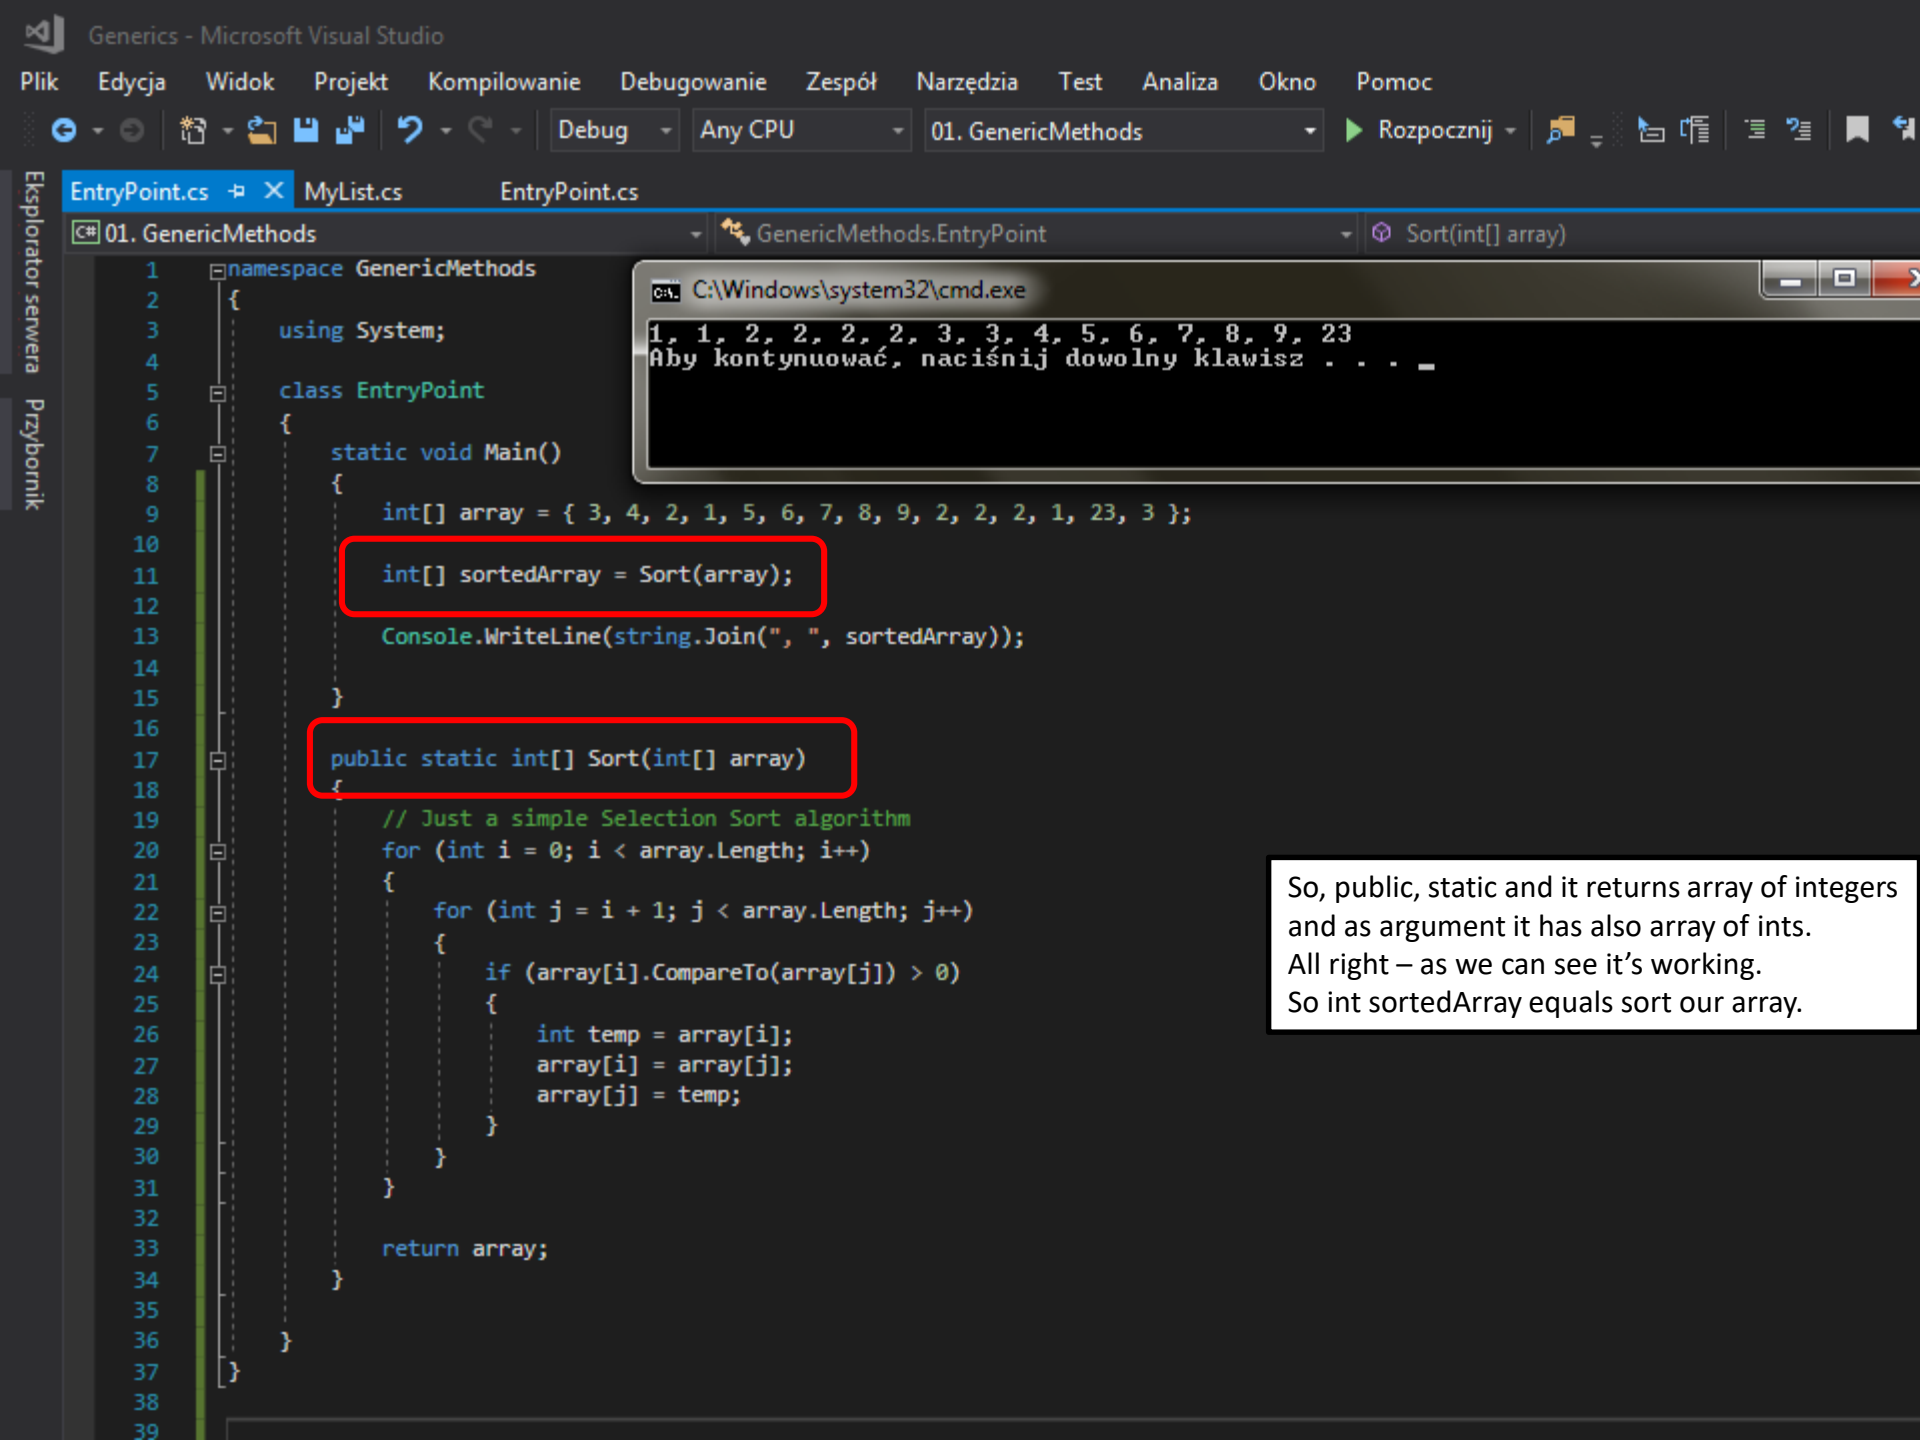 Generics - Microsoft Visual Studio
Plik Edycja Widok Projekt Kompilowanie Debugowanie Zespół Narzędzia Test Analiza Okno Pomoc
Debug Any CPU 01. GenericMethods Rozpocznij
Eksplorator serwera
Przybornik
EntryPoint.cs MyList.cs EntryPoint.cs
C# 01. GenericMethods GenericMethods.EntryPoint Sort(int[] array)
C:\Windows\system32\cmd.exe
1, 1, 2, 2, 2, 2, 3, 3, 4, 5, 6, 7, 8, 9, 23
Aby kontynuować, naciśnij dowolny klawisz . . . _
1 namespace GenericMethods
2 {
3 using System;
4
5 class EntryPoint
6 {
7 static void Main()
8 {
9 int[] array = { 3, 4, 2, 1, 5, 6, 7, 8, 9, 2, 2, 2, 1, 23, 3 };
10
11 int[] sortedArray = Sort(array);
12
13 Console.WriteLine(string.Join(", ", sortedArray));
14
15 }
16
17 public static int[] Sort(int[] array)
18 {
19 // Just a simple Selection Sort algorithm
20 for (int i = 0; i < array.Length; i++)
21 {
22 for (int j = i + 1; j < array.Length; j++)
23 {
24 if (array[i].CompareTo(array[j]) > 0)
25 {
26 int temp = array[i];
27 array[i] = array[j];
28 array[j] = temp;
29 }
30 }
31 }
32
33 return array;
34 }
35
36 }
37 }
38
39
So, public, static and it returns array of integers
and as argument it has also array of ints.
All right – as we can see it’s working.
So int sortedArray equals sort our array.